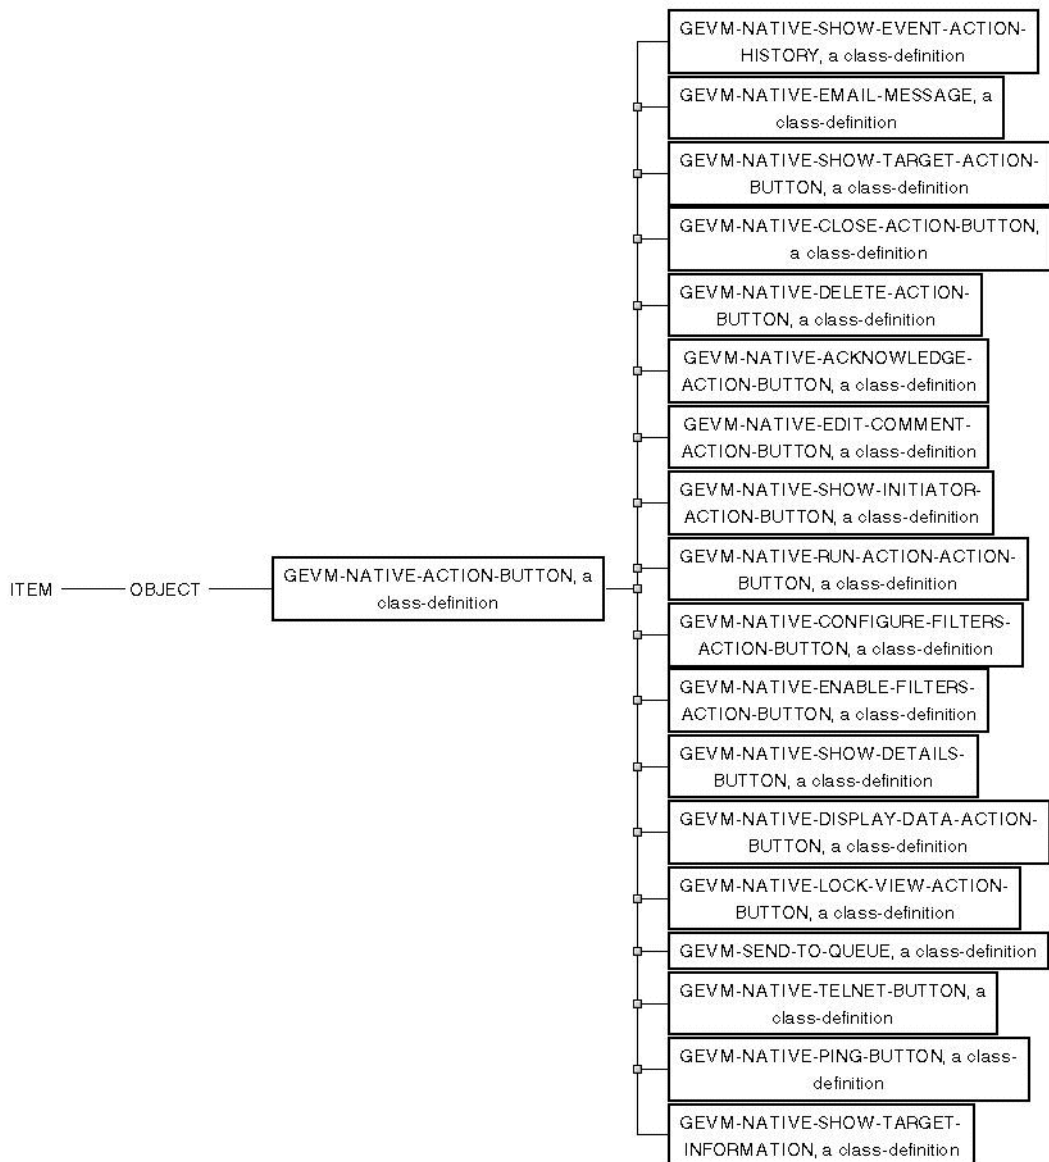 GEVM-NATIVE-SHOW-EVENT-ACTION-
HISTORY, a class-definition
GEVM-NATIVE-EMAIL-MESSAGE, a
class-definition
GEVM-NATIVE-SHOW-TARGET-ACTION-
BUTTON, a class-definition
GEVM-NATIVE-CLOSE-ACTION-BUTTON,
a class-definition
GEVM-NATIVE-DELETE-ACTION-
BUTTON, a class-definition
GEVM-NATIVE-ACKNOWLEDGE-
ACTION-BUTTON, a class-definition
GEVM-NATIVE-EDIT-COMMENT-
ACTION-BUTTON, a class-definition
GEVM-NATIVE-SHOW-INITIATOR-
ACTION-BUTTON, a class-definition
ITEM
OBJECT
GEVM-NATIVE-ACTION-BUTTON, a
class-definition
GEVM-NATIVE-RUN-ACTION-ACTION-
BUTTON, a class-definition
GEVM-NATIVE-CONFIGURE-FILTERS-
ACTION-BUTTON, a class-definition
GEVM-NATIVE-ENABLE-FILTERS-
ACTION-BUTTON, a class-definition
GEVM-NATIVE-SHOW-DETAILS-
BUTTON, a class-definition
GEVM-NATIVE-DISPLAY-DATA-ACTION-
BUTTON, a class-definition
GEVM-NATIVE-LOCK-VIEW-ACTION-
BUTTON, a class-definition
GEVM-SEND-TO-QUEUE, a class-definition
GEVM-NATIVE-TELNET-BUTTON, a
class-definition
GEVM-NATIVE-PING-BUTTON, a class-
definition
GEVM-NATIVE-SHOW-TARGET-
INFORMATION, a class-definition